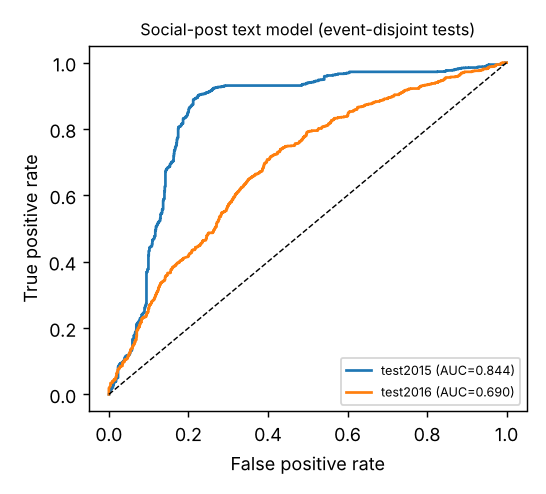 Social-post text model (event-disjoint tests)
1.0
0.8
0.6
0.4
0.2
0.0
True positive rate
0.0 0.2 0.4 0.6 0.8 1.0
False positive rate
test2015 (AUC=0.844)
test2016 (AUC=0.690)